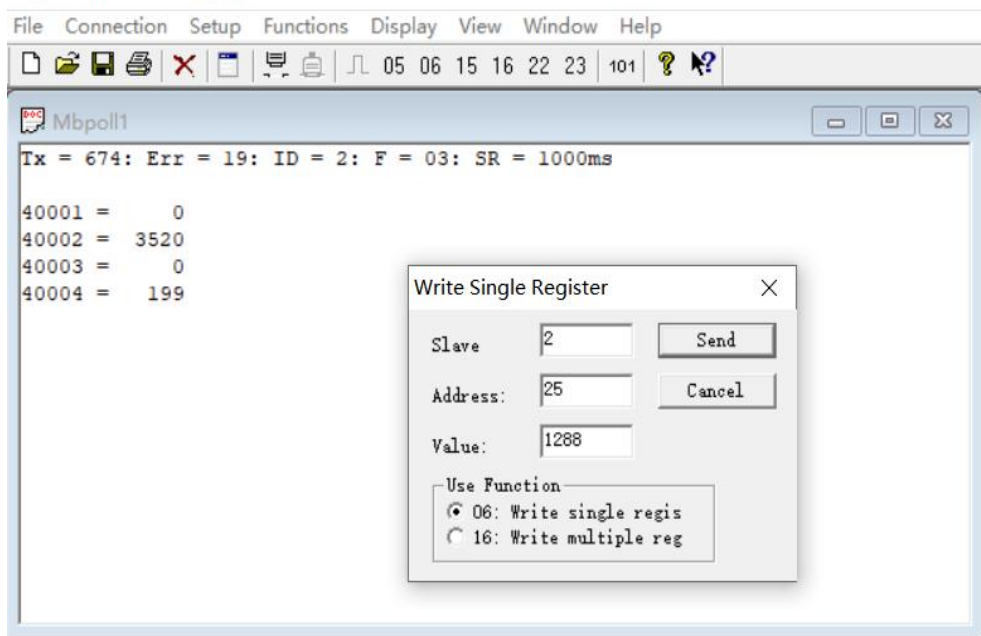 File Connection Setup Functions Display View Window Help
05 06 15 16 22 23 101
Mbpoll1
Tx = 674: Err = 19: ID = 2: F = 03: SR = 1000ms
40001 = 0
40002 = 3520
40003 = 0
40004 = 199
Write Single Register
Slave 2 Send
Address: 25 Cancel
Value: 1288
Use Function
06: Write single regis
16: Write multiple reg